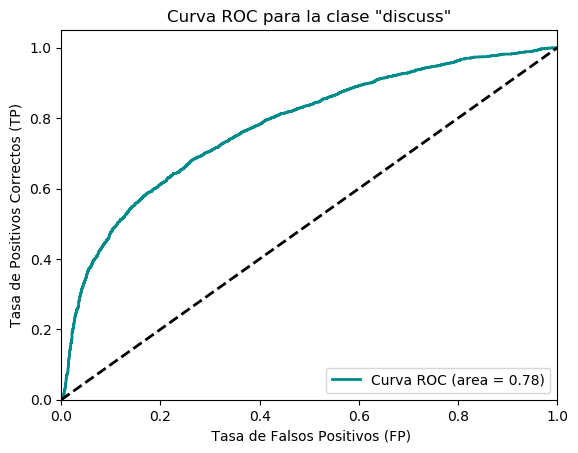 Curva ROC para la clase "discuss"
Tasa de Positivos Correctos (TP)
1.0
0.8
0.6
0.4
0.2
0.0
0.0 0.2 0.4 0.6 0.8 1.0
Curva ROC (area = 0.78)
Tasa de Falsos Positivos (FP)